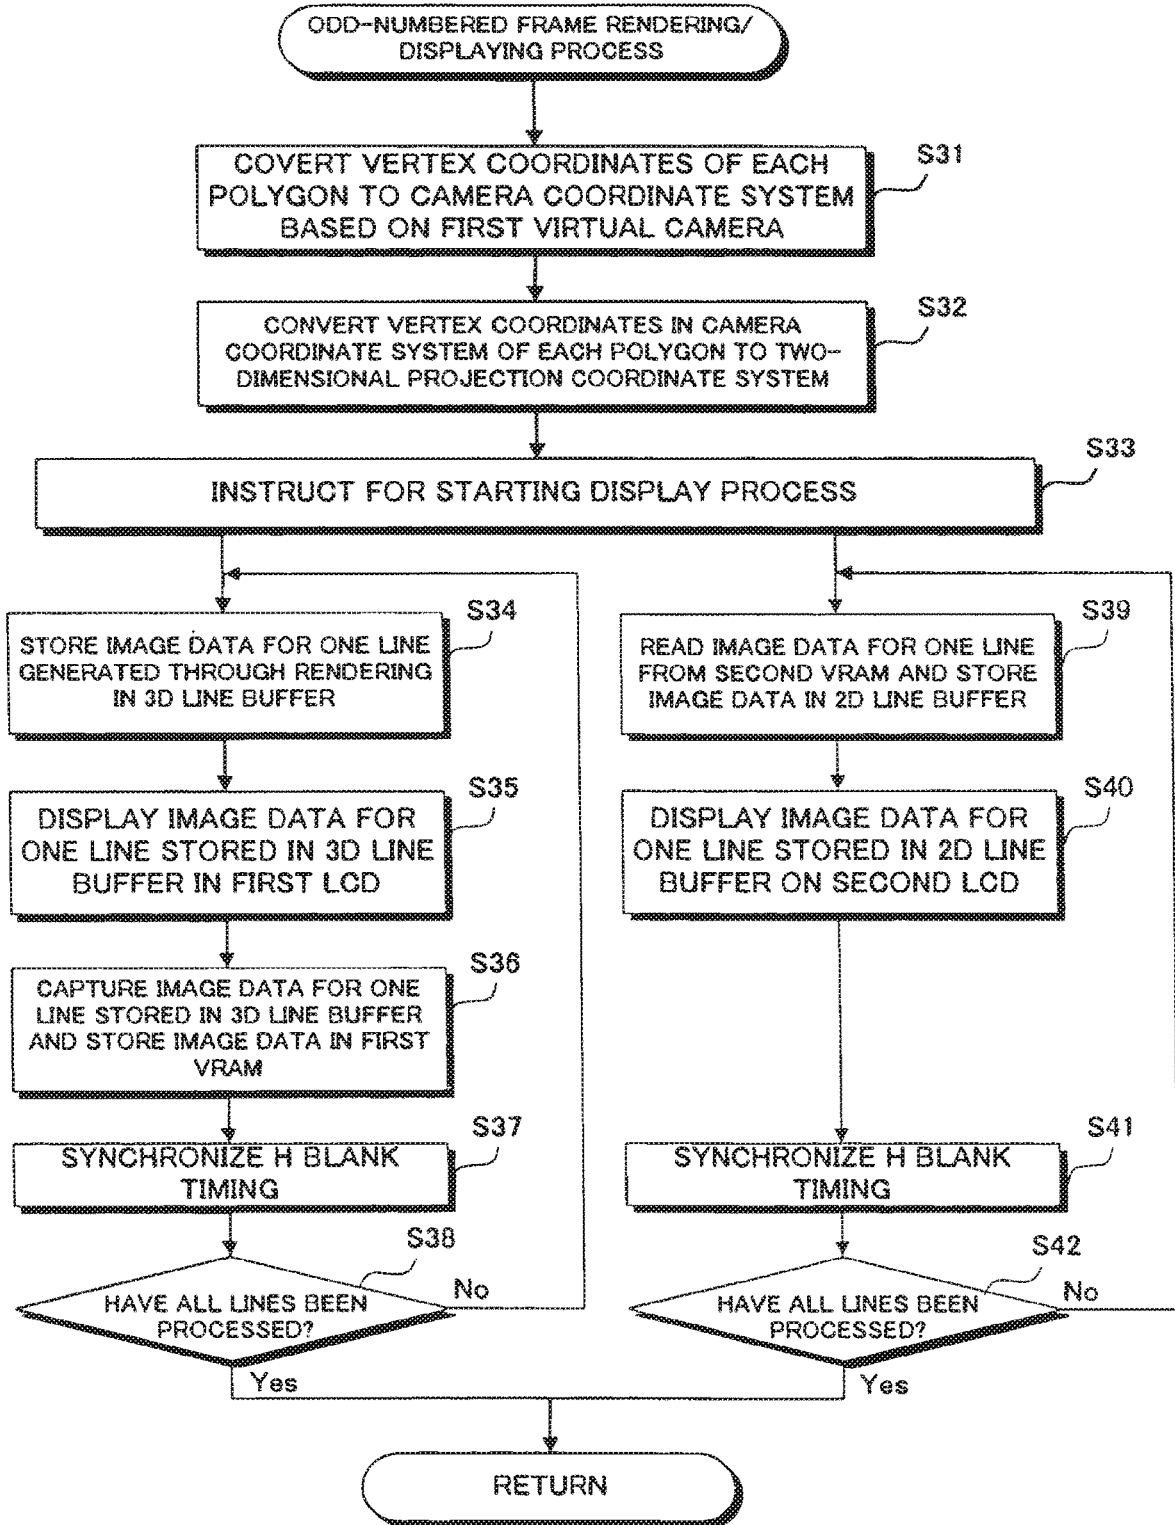 ODD-NUMBERED FRAME RENDERING/
DISPLAYING PROCESS
S31
COVERT VERTEX COORDINATES OF EACH
POLYGON TO CAMERA COORDINATE SYSTEM
BASED ON FIRST VIRTUAL CAMERA
S32
CONVERT VERTEX COORDINATES IN CAMERA
COORDINATE SYSTEM OF EACH POLYGON TO TWO-
DIMENSIONAL PROJECTION COORDINATE SYSTEM
S33
INSTRUCT FOR STARTING DISPLAY PROCESS
S34
STORE IMAGE DATA FOR ONE LINE
GENERATED THROUGH RENDERING
IN 3D LINE BUFFER
S35
DISPLAY IMAGE DATA FOR
ONE LINE STORED IN 3D LINE
BUFFER IN FIRST LCD
S36
CAPTURE IMAGE DATA FOR ONE
LINE STORED IN 3D LINE BUFFER
AND STORE IMAGE DATA IN FIRST
VRAM
S37
SYNCHRONIZE H BLANK
TIMING
S38
HAVE ALL LINES BEEN
PROCESSED?
No
Yes
S39
READ IMAGE DATA FOR ONE LINE
FROM SECOND VRAM AND STORE
IMAGE DATA IN 2D LINE BUFFER
S40
DISPLAY IMAGE DATA FOR
ONE LINE STORED IN 2D LINE
BUFFER ON SECOND LCD
S41
SYNCHRONIZE H BLANK
TIMING
S42
HAVE ALL LINES BEEN
PROCESSED?
No
Yes
RETURN